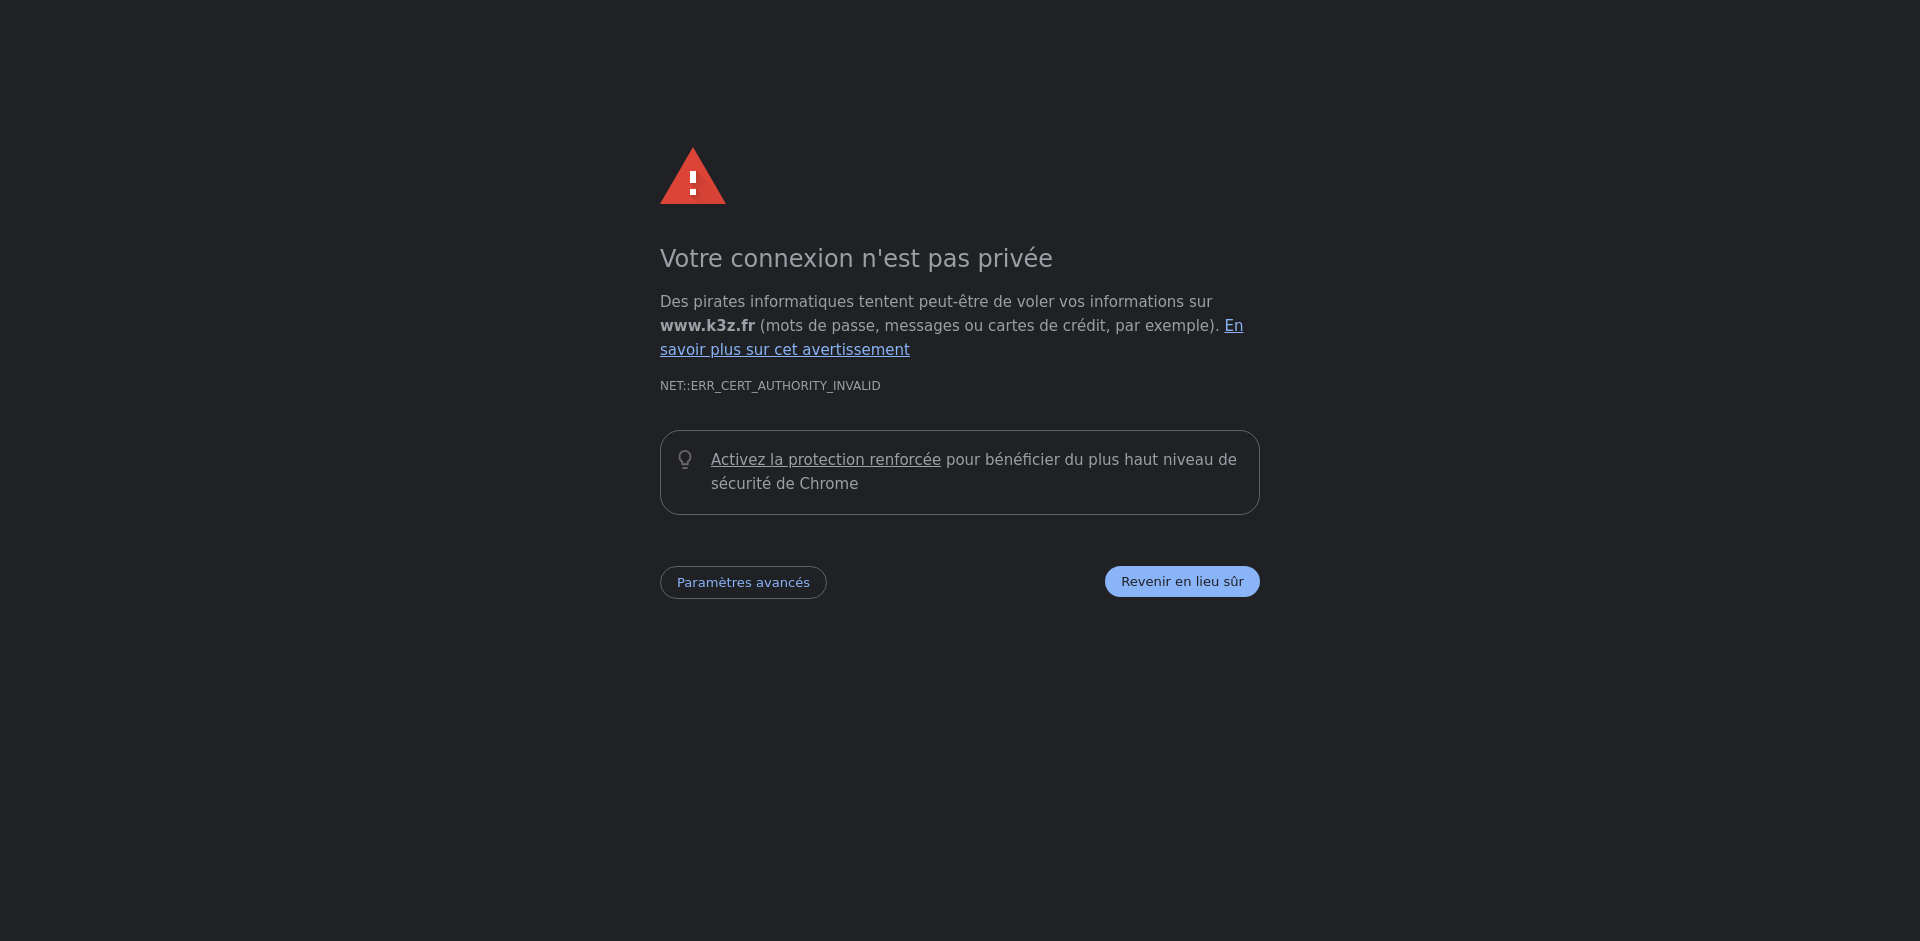 Votre connexion n'est pas privée
Des pirates informatiques tentent peut-être de voler vos informations sur
www.k3z.fr (mots de passe, messages ou cartes de crédit, par exemple). En
savoir plus sur cet avertissement
NET::ERR_CERT_AUTHORITY_INVALID
Activez la protection renforcée pour bénéficier du plus haut niveau de
sécurité de Chrome
Paramètres avancés
Revenir en lieu sûr